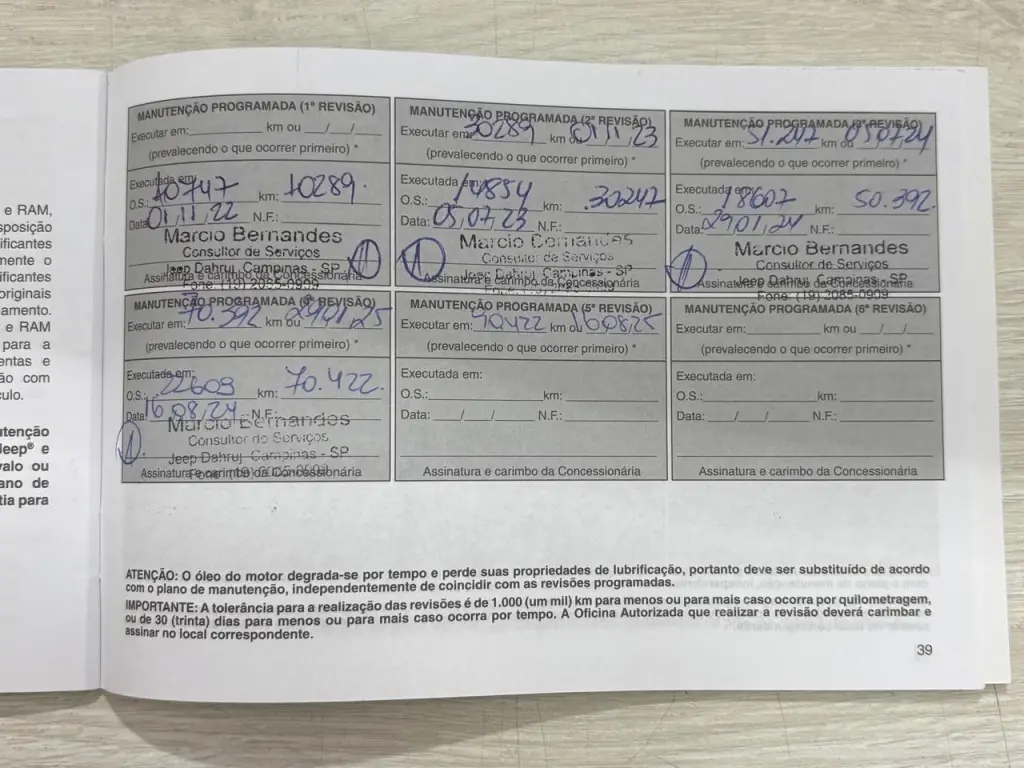 e RAM,
sposição
ificantes
mente o
ificantes
originais
amento.
e RAM
para a
entas e
ão com
culo.
utenção
Jeep® e
valo ou
ano de
tia para
MANUTENÇÃO PROGRAMADA (1ª REVISÃO)
Executar em: km ou / /
(prevalecendo o que ocorrer primeiro) *
Executada em:
O.S.: 10747 km: 10289.
Data: 01/11/22 N.F.:
Marcio Bernandes
Consultor de Serviços
Jeep Dahruj Campinas - SP
Assinatura e carimbo da Concessionária
Fone: (19) 2085-0909
MANUTENÇÃO PROGRAMADA (2ª REVISÃO)
Executar em: 30289 km ou 01/11/23
(prevalecendo o que ocorrer primeiro) *
Executada em:
O.S.: 14854 km: 30247
Data: 05/07/23 N.F.:
Marcio Bernandes
Consultor de Serviços
Jeep Dahruj Campinas - SP
Assinatura e carimbo da Concessionária
MANUTENÇÃO PROGRAMADA (3ª REVISÃO)
Executar em: 51.247 km ou 05/07/24
(prevalecendo o que ocorrer primeiro) *
Executada em:
O.S.: 18607 km: 50.392
Data: 29/01/24 N.F.:
Marcio Bernandes
Consultor de Serviços
Jeep Dahruj Campinas - SP
Assinatura e carimbo da Concessionária
Fone: (19) 2085-0909
MANUTENÇÃO PROGRAMADA (4ª REVISÃO)
Executar em: 70.392 km ou 29/01/25
(prevalecendo o que ocorrer primeiro) *
Executada em:
O.S.: 22609 km: 70.422
Data: 16/08/24 N.F.:
Marcio Bernandes
Consultor de Serviços
Jeep Dahruj Campinas - SP
Assinatura e carimbo da Concessionária
MANUTENÇÃO PROGRAMADA (5ª REVISÃO)
Executar em: 90422 km ou 16/08/25
(prevalecendo o que ocorrer primeiro) *
Executada em:
O.S.: km:
Data: / / N.F.:
Assinatura e carimbo da Concessionária
MANUTENÇÃO PROGRAMADA (6ª REVISÃO)
Executar em: km ou / /
(prevalecendo o que ocorrer primeiro) *
Executada em:
O.S.: km:
Data: / / N.F.:
Assinatura e carimbo da Concessionária
ATENÇÃO: O óleo do motor degrada-se por tempo e perde suas propriedades de lubrificação, portanto deve ser substituído de acordo
com o plano de manutenção, independentemente de coincidir com as revisões programadas.
IMPORTANTE: A tolerância para a realização das revisões é de 1.000 (um mil) km para menos ou para mais caso ocorra por quilometragem,
ou de 30 (trinta) dias para menos ou para mais caso ocorra por tempo. A Oficina Autorizada que realizar a revisão deverá carimbar e
assinar no local correspondente.
39